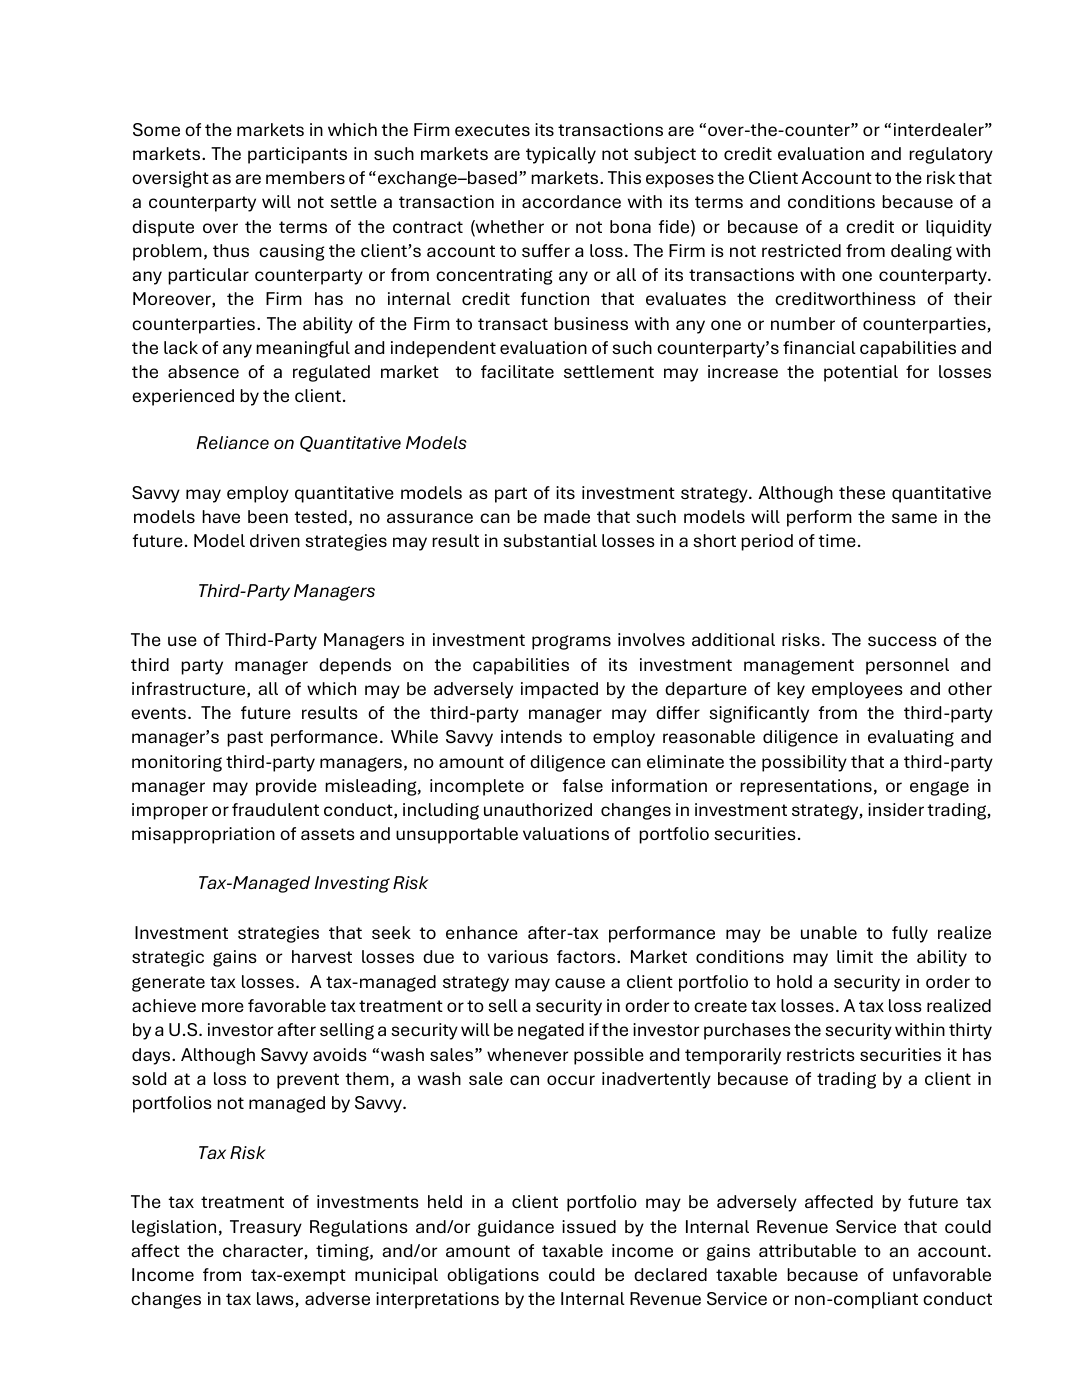 Some of the markets in which the Firm executes its transactions are “over-the-counter” or “interdealer”
markets. The participants in such markets are typically not subject to credit evaluation and regulatory
oversight as are members of “exchange–based” markets. This exposes the Client Account to the risk that
a counterparty will not settle a transaction in accordance with its terms and conditions because of a
dispute over the terms of the contract (whether or not bona fide) or because of a credit or liquidity
problem, thus  causing the client’s account to suffer a loss. The Firm is not restricted from dealing with
any particular counterparty or from concentrating any or all of its transactions with one counterparty.
Moreover, the Firm has no internal credit function that evaluates the creditworthiness of their
counterparties. The ability of the Firm to transact business with any one or number of counterparties,
the lack of any meaningful and independent evaluation of such counterparty’s financial capabilities and
the absence of a regulated market  to facilitate settlement may increase the potential for losses
experienced by the client.
Reliance on Quantitative Models
Savvy may employ quantitative models as part of its investment strategy. Although these quantitative
models have been tested, no assurance can be made that such models will perform the same in the
future. Model driven strategies may result in substantial losses in a short period of time.
Third-Party Managers
The use of Third-Party Managers in investment programs involves additional risks. The success of the
third party manager depends on the capabilities of its investment management personnel and
infrastructure, all of which may be adversely impacted by the departure of key employees and other
events. The future results of the third-party manager may differ significantly from the third-party
manager’s past performance. While Savvy intends to employ reasonable diligence in evaluating and
monitoring third-party managers, no amount of diligence can eliminate the possibility that a third-party
manager may provide misleading, incomplete or  false information or representations, or engage in
improper or fraudulent conduct, including unauthorized  changes in investment strategy, insider trading,
misappropriation of assets and unsupportable valuations of  portfolio securities.
Tax-Managed Investing Risk
Investment strategies that seek to enhance after-tax performance may be unable to fully realize
strategic gains or harvest losses due to various factors. Market conditions may limit the ability to
generate tax losses.  A tax-managed strategy may cause a client portfolio to hold a security in order to
achieve more favorable tax treatment or to sell a security in order to create tax losses. A tax loss realized
by a U.S. investor after selling a security will be negated if the investor purchases the security within thirty
days. Although Savvy avoids “wash sales” whenever possible and temporarily restricts securities it has
sold at a loss to prevent them, a wash sale can occur inadvertently because of trading by a client in
portfolios not managed by Savvy.
Tax Risk
The tax treatment of investments held in a client portfolio may be adversely affected by future tax
legislation, Treasury Regulations and/or guidance issued by the Internal Revenue Service that could
affect the character, timing, and/or amount of taxable income or gains attributable to an account.
Income from tax-exempt municipal obligations could be declared taxable because of unfavorable
changes in tax laws, adverse interpretations by the Internal Revenue Service or non-compliant conduct